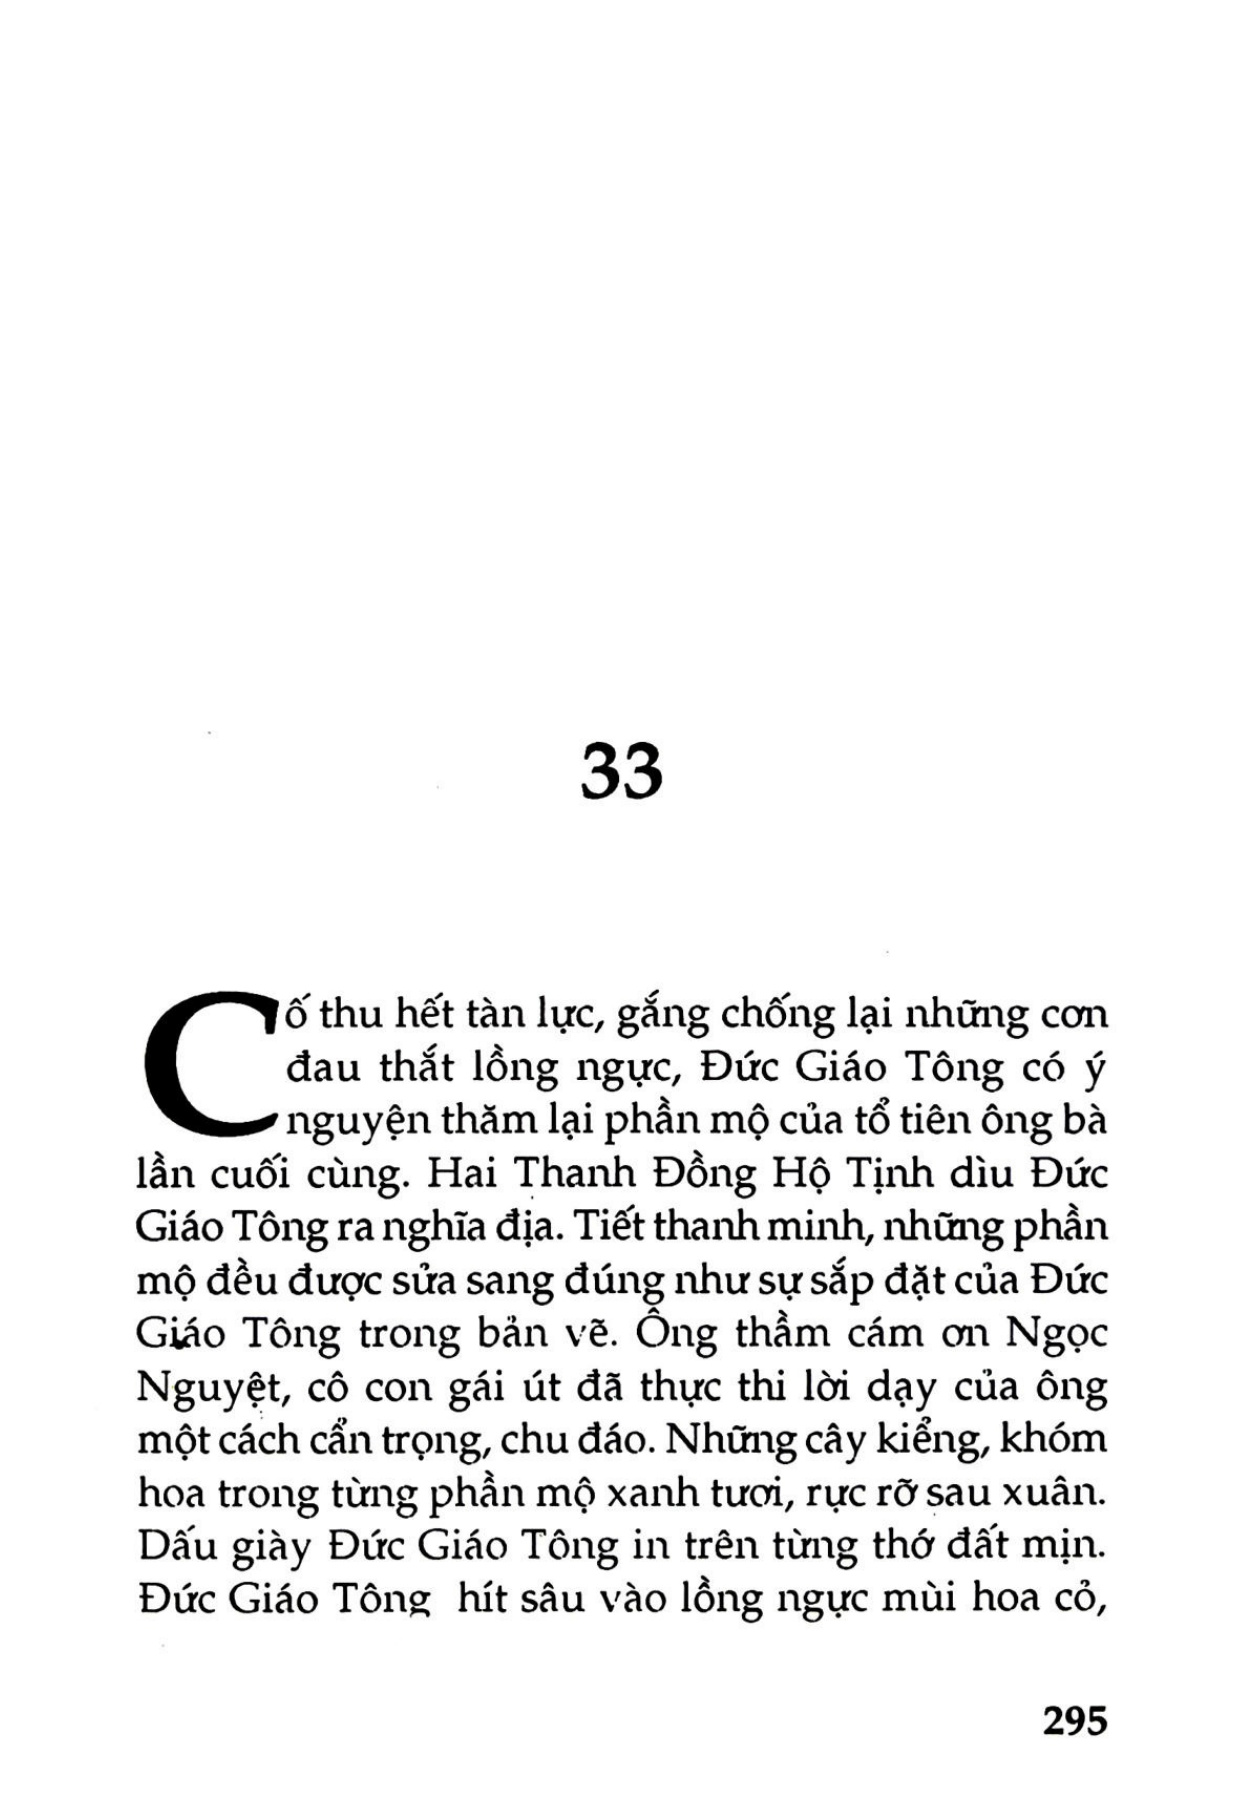 33
Cố thu hết tàn lực, gắng chống lại những cơn
đau thắt lồng ngực, Đức Giáo Tông có ý
nguyện thăm lại phần mộ của tổ tiên ông bà
lần cuối cùng. Hai Thanh Đồng Hộ Tịnh dìu Đức
Giáo Tông ra nghĩa địa. Tiết thanh minh, những phần
mộ đều được sửa sang đúng như sự sắp đặt của Đức
Giáo Tông trong bản vẽ. Ông thầm cám ơn Ngọc
Nguyệt, cô con gái út đã thực thi lời dạy của ông
một cách cẩn trọng, chu đáo. Những cây kiểng, khóm
hoa trong từng phần mộ xanh tươi, rực rỡ sau xuân.
Dấu giày Đức Giáo Tông in trên từng thớ đất mịn.
Đức Giáo Tông hít sâu vào lồng ngực mùi hoa cỏ,
295